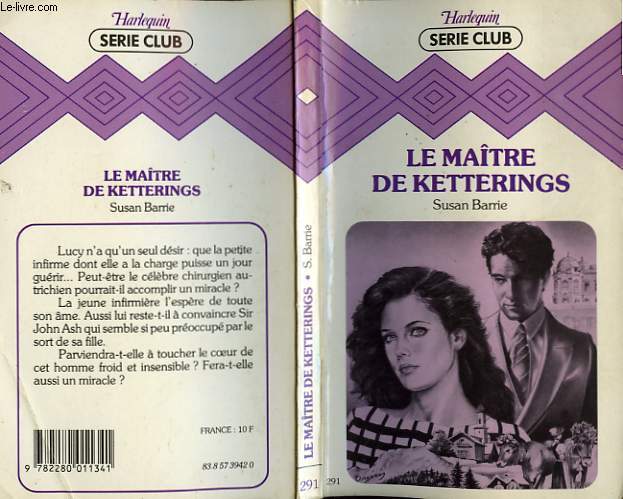 Le-livre.com
Harlequin
SERIE CLUB
LE MAÎTRE
DE KETTERINGS
Susan Barrie
Lucy n'a qu'un seul désir : que la petite
infirme dont elle a la charge puisse un jour
guérir... Peut-être le célèbre chirurgien au-
trichien pourrait-il accomplir un miracle ?
La jeune infirmière l'espère de toute
son âme. Aussi lui reste-t-il à convaincre Sir
John Ash qui semble si peu préoccupé par le
sort de sa fille.
Parviendra-t-elle à toucher le cœur de
cet homme froid et insensible ? Fera-t-elle
aussi un miracle ?
FRANCE : 10 F
9 782280 011341
83.8 57 3942 0
LE MAÎTRE DE KETTERINGS • S. Barrie
291
Harlequin
SERIE CLUB
LE MAÎTRE
DE KETTERINGS
Susan Barrie
291